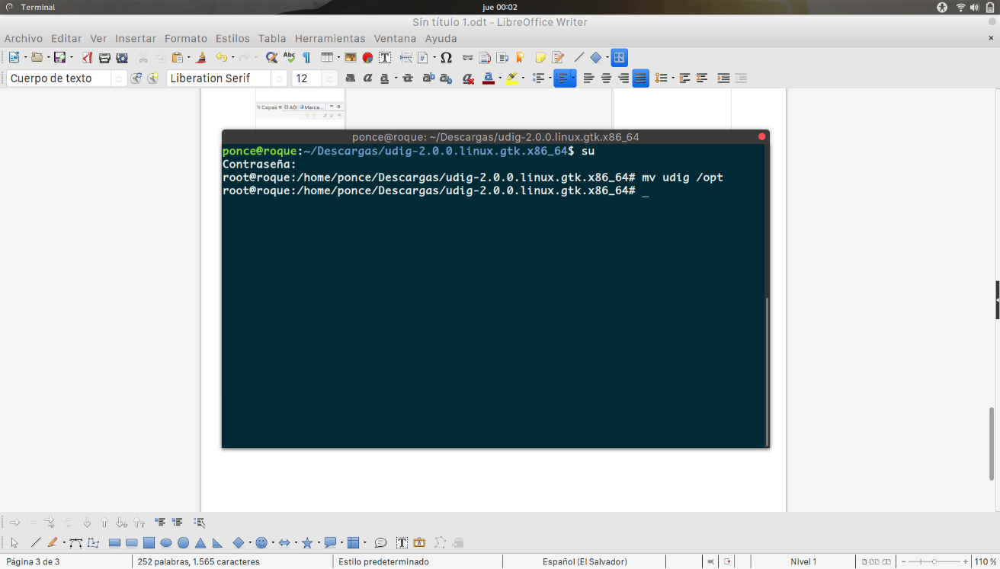 Terminal
jue 00:02
Sin título 1.odt - LibreOffice Writer
Archivo Editar Ver Insertar Formato Estilos Tabla Herramientas Ventana Ayuda
Cuerpo de texto
Liberation Serif
12
Capas AOI Marca...
ponce@roque: ~/Descargas/udig-2.0.0.linux.gtk.x86_64
ponce@roque:~/Descargas/udig-2.0.0.linux.gtk.x86_64$ su
Contraseña:
root@roque:/home/ponce/Descargas/udig-2.0.0.linux.gtk.x86_64# mv udig /opt
root@roque:/home/ponce/Descargas/udig-2.0.0.linux.gtk.x86_64# _
Página 3 de 3
252 palabras, 1.565 caracteres
Estilo predeterminado
Español (El Salvador)
Nivel 1
110 %